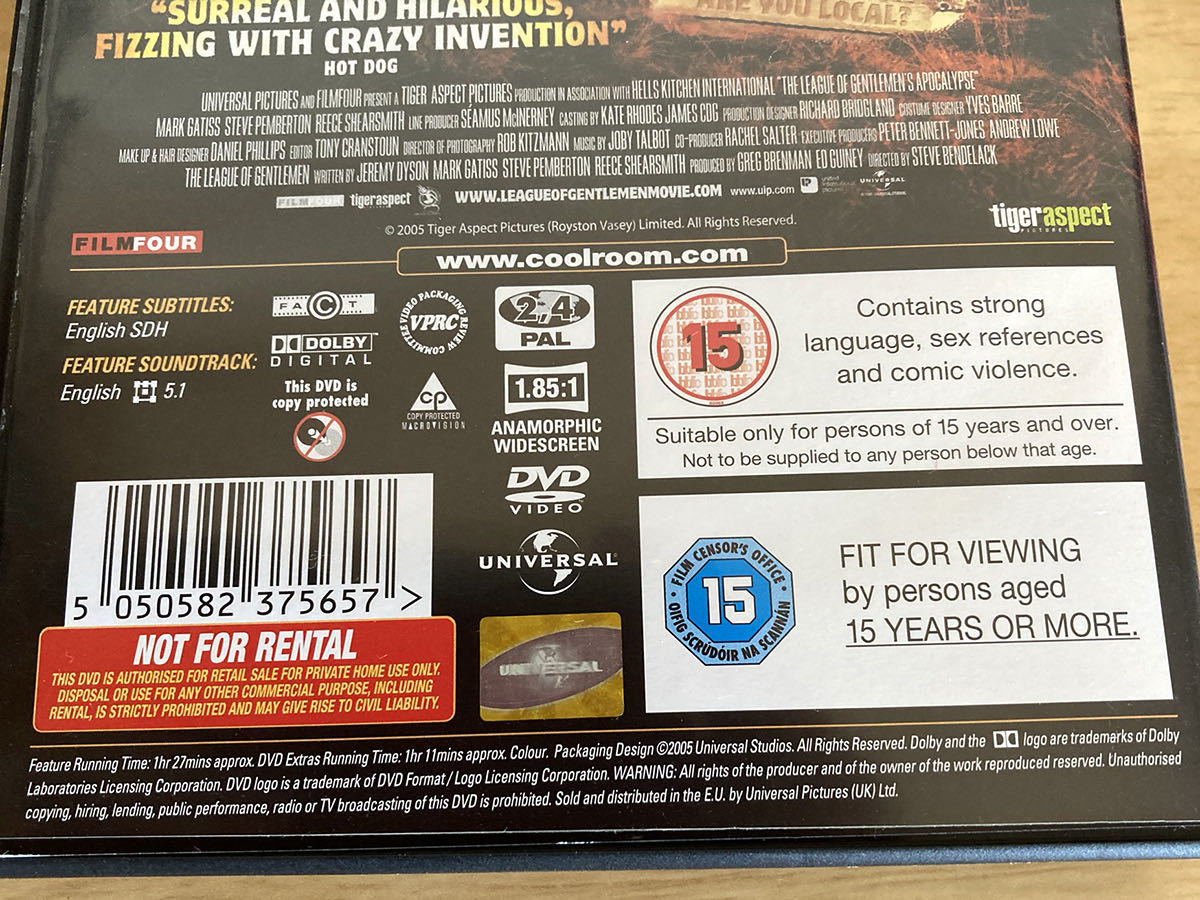 "SURREAL AND HILARIOUS,
FIZZING WITH CRAZY INVENTION"
HOT DOG
ARE YOU LOCAL?
UNIVERSAL PICTURES AND FILMFOUR PRESENT A TIGER ASPECT PICTURES PRODUCTION IN ASSOCIATION WITH HELLS KITCHEN INTERNATIONAL "THE LEAGUE OF GENTLEMEN'S APOCALYPSE"
MARK GATISS STEVE PEMBERTON REECE SHEARSMITH LINE PRODUCER SÉAMUS McINERNEY CASTING BY KATE RHODES JAMES CDG PRODUCTION DESIGNER RICHARD BRIDGLAND COSTUME DESIGNER YVES BARRE
MAKE UP & HAIR DESIGNER DANIEL PHILLIPS EDITOR TONY CRANSTOUN DIRECTOR OF PHOTOGRAPHY ROB KITZMANN MUSIC BY JOBY TALBOT CO-PRODUCER RACHEL SALTER EXECUTIVE PRODUCERS PETER BENNETT-JONES ANDREW LOWE
THE LEAGUE OF GENTLEMEN WRITTEN BY JEREMY DYSON MARK GATISS STEVE PEMBERTON REECE SHEARSMITH PRODUCED BY GREG BRENMAN ED GUINEY DIRECTED BY STEVE BENDELACK
FILMFOUR tigeraspect WWW.LEAGUEOFGENTLEMENMOVIE.COM www.uip.com united international pictures UNIVERSAL
© 2005 Tiger Aspect Pictures (Royston Vasey) Limited. All Rights Reserved.
FILMFOUR
tigeraspect
PICTURES
www.coolroom.com
FEATURE SUBTITLES:
English SDH
FEATURE SOUNDTRACK:
English 5.1
FACT
DOLBY
DIGITAL
This DVD is
copy protected
VIDEO PACKAGING REVIEW COMMITTEE
VPRC
cp
COPY PROTECTED
MACROVISION
2,4
PAL
1.85:1
ANAMORPHIC
WIDESCREEN
DVD
VIDEO
UNIVERSAL
UNIVERSAL
bbfc
15
Contains strong
language, sex references
and comic violence.
Suitable only for persons of 15 years and over.
Not to be supplied to any person below that age.
FILM CENSOR'S OFFICE
15
OIFIG SCRÚDÓIR NA SCANNÁN
FIT FOR VIEWING
by persons aged
15 YEARS OR MORE.
5 050582 375657 >
NOT FOR RENTAL
THIS DVD IS AUTHORISED FOR RETAIL SALE FOR PRIVATE HOME USE ONLY.
DISPOSAL OR USE FOR ANY OTHER COMMERCIAL PURPOSE, INCLUDING
RENTAL, IS STRICTLY PROHIBITED AND MAY GIVE RISE TO CIVIL LIABILITY.
Feature Running Time: 1hr 27mins approx. DVD Extras Running Time: 1hr 11mins approx. Colour. Packaging Design ©2005 Universal Studios. All Rights Reserved. Dolby and the logo are trademarks of Dolby
Laboratories Licensing Corporation. DVD logo is a trademark of DVD Format / Logo Licensing Corporation. WARNING: All rights of the producer and of the owner of the work reproduced reserved. Unauthorised
copying, hiring, lending, public performance, radio or TV broadcasting of this DVD is prohibited. Sold and distributed in the E.U. by Universal Pictures (UK) Ltd.